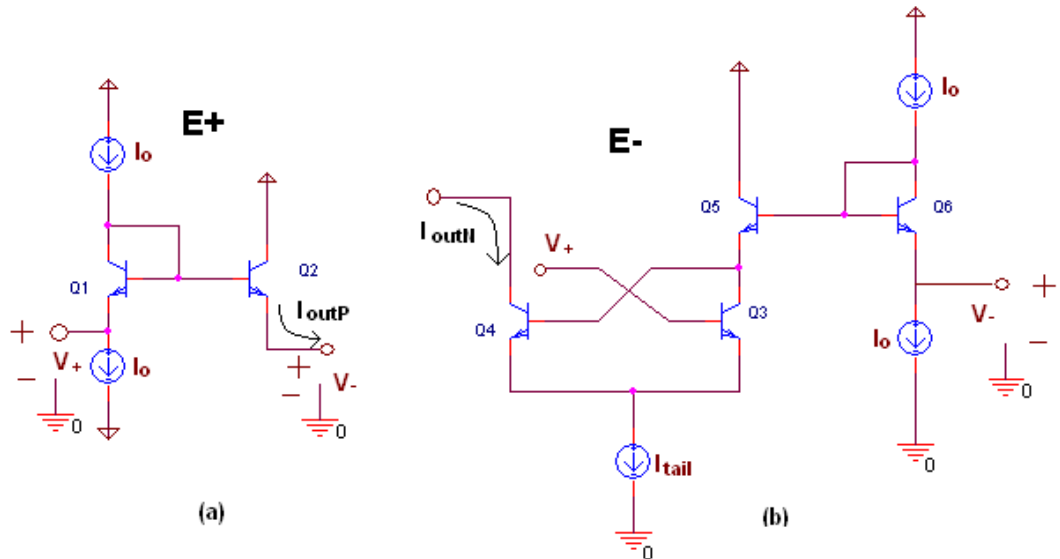 E+
Io
Q1
Q2
IoutP
+
V+
-
Io
0
+
-
V-
0
(a)
E-
Io
IoutN
Q5
Q6
V+
Q4
Q3
V-
+
-
Io
0
Itail
0
0
(b)